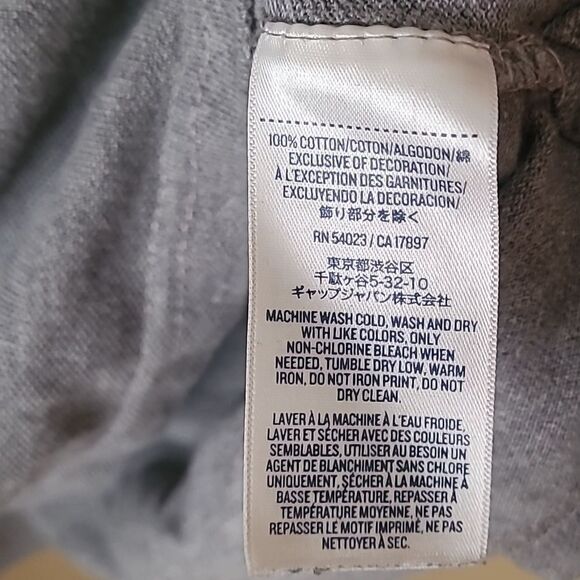 100% COTTON/COTON/ALGODON/綿
EXCLUSIVE OF DECORATION/
À L'EXCEPTION DES GARNITURES/
EXCLUYENDO LA DECORACION/
飾り部分を除く
RN 54023 / CA 17897
東京都渋谷区
千駄ヶ谷5-32-10
ギャップジャパン株式会社
MACHINE WASH COLD, WASH AND DRY
WITH LIKE COLORS, ONLY
NON-CHLORINE BLEACH WHEN
NEEDED, TUMBLE DRY LOW, WARM
IRON, DO NOT IRON PRINT, DO NOT
DRY CLEAN.
LAVER À LA MACHINE À L'EAU FROIDE,
LAVER ET SÉCHER AVEC DES COULEURS
SEMBLABLES, UTILISER AU BESOIN UN
AGENT DE BLANCHIMENT SANS CHLORE
UNIQUEMENT, SÉCHER À LA MACHINE À
BASSE TEMPÉRATURE, REPASSER À
TEMPÉRATURE MOYENNE, NE PAS
REPASSER LE MOTIF IMPRIMÉ, NE PAS
NETTOYER À SEC.